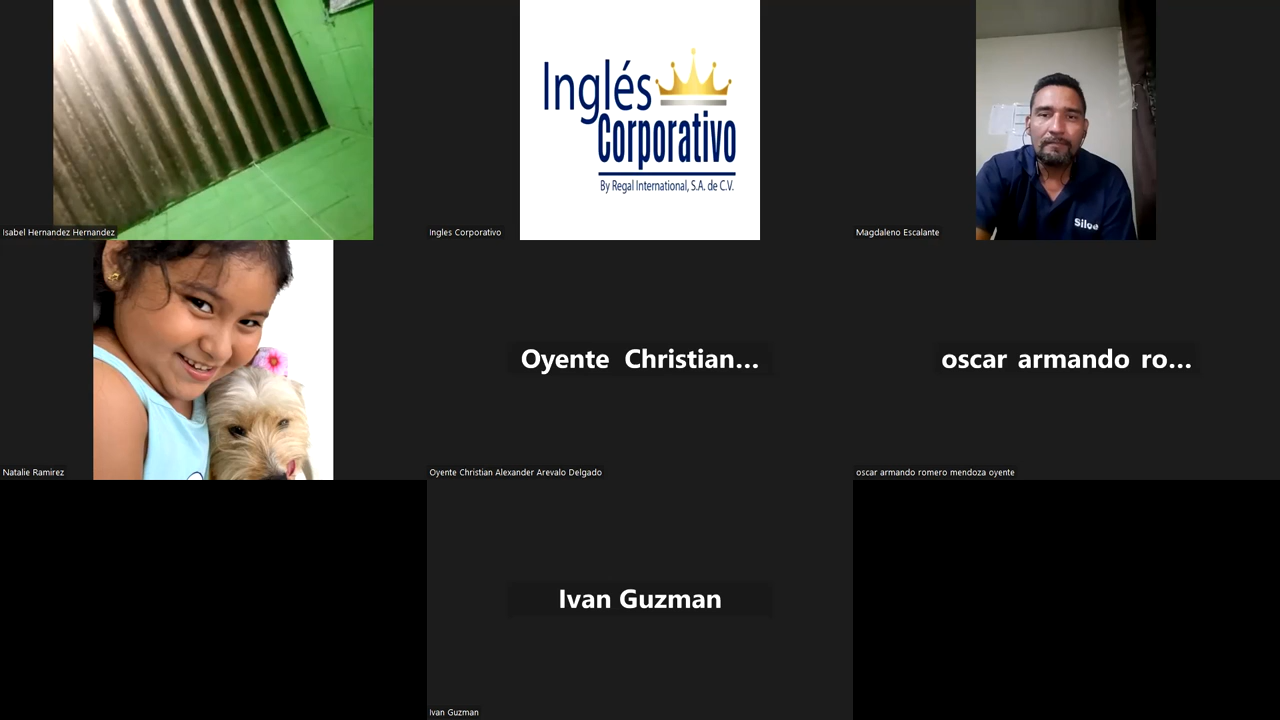 Inglés
Corporativo
By Regal International, S.A. de C.V.
Siloe
Isabel Hernandez Hernandez
Ingles Corporativo
Magdaleno Escalante
Oyente Christian...
oscar armando ro...
Natalie Ramirez
Oyente Christian Alexander Arevalo Delgado
oscar armando romero mendoza oyente
Ivan Guzman
Ivan Guzman